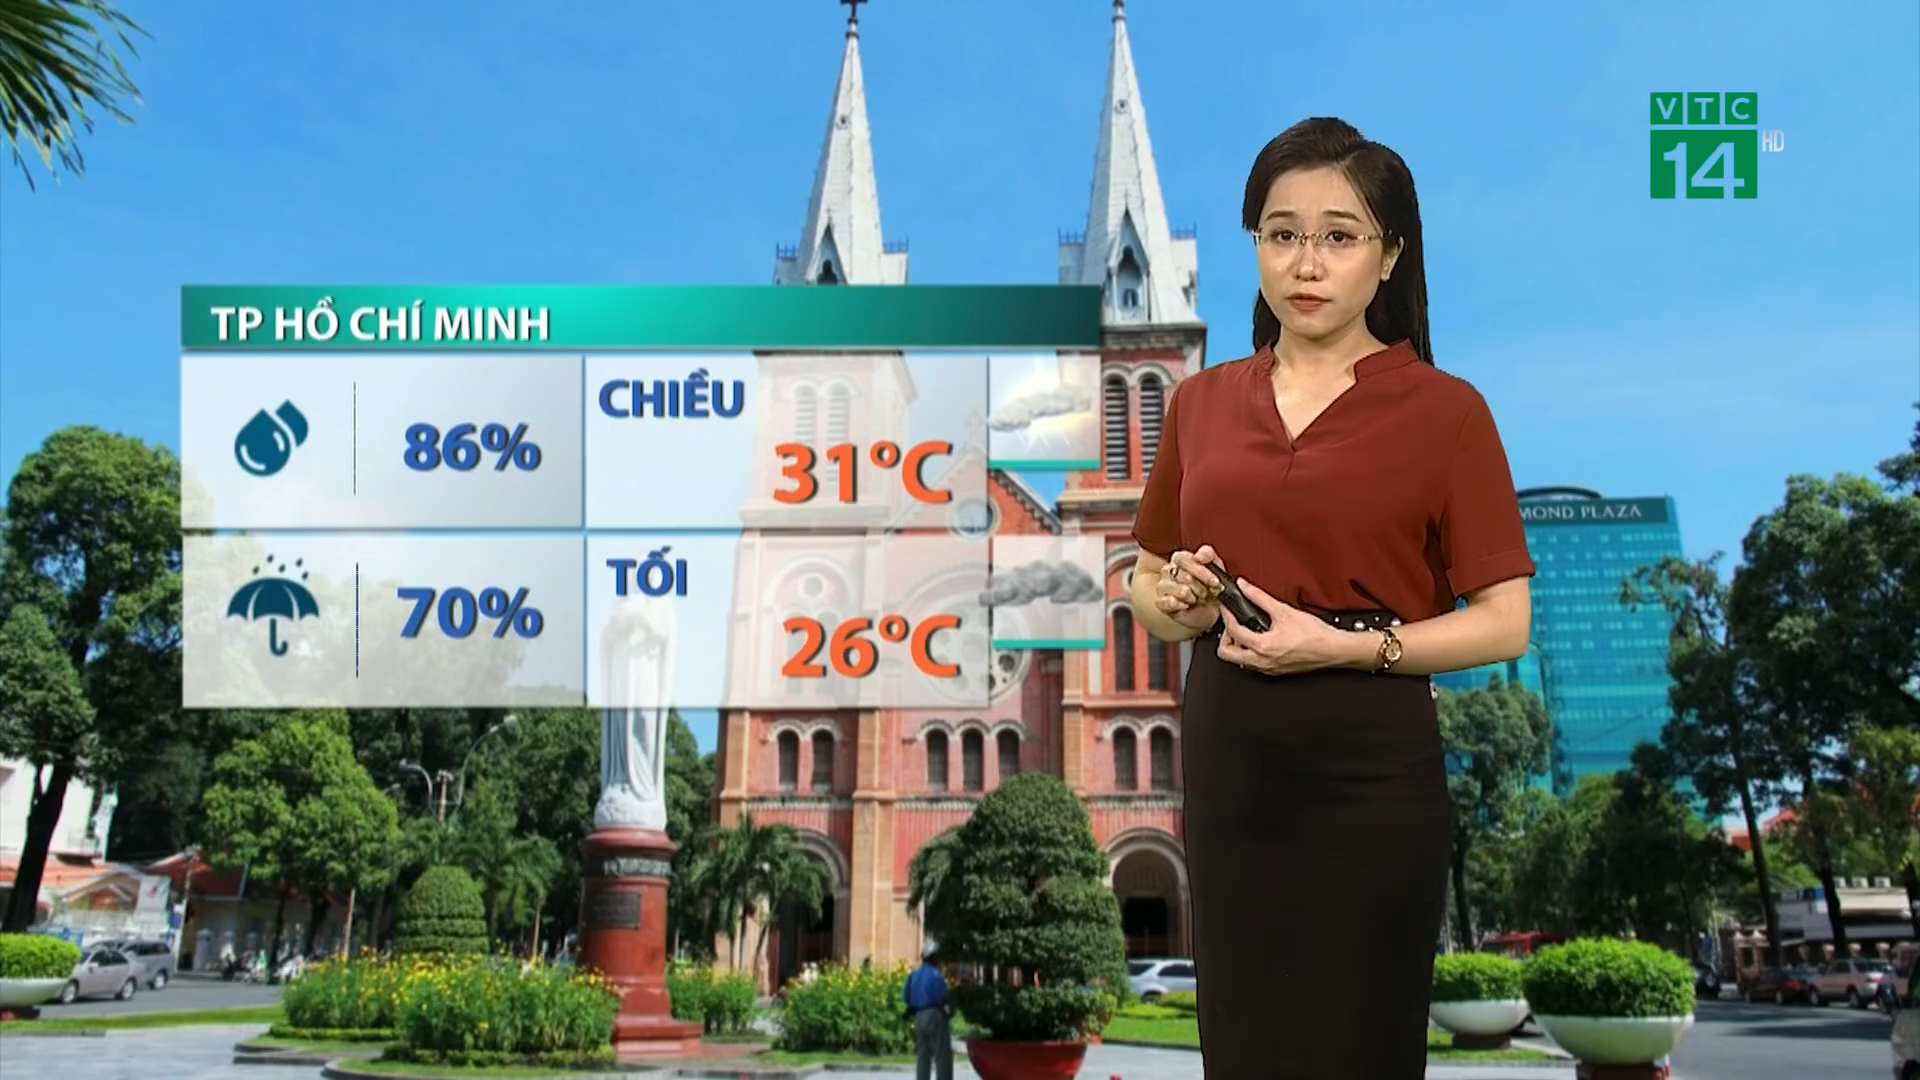 VTC
14 HD
TP HỒ CHÍ MINH
86%
CHIỀU
31°C
70%
TỐI
26°C
MOND PLAZA